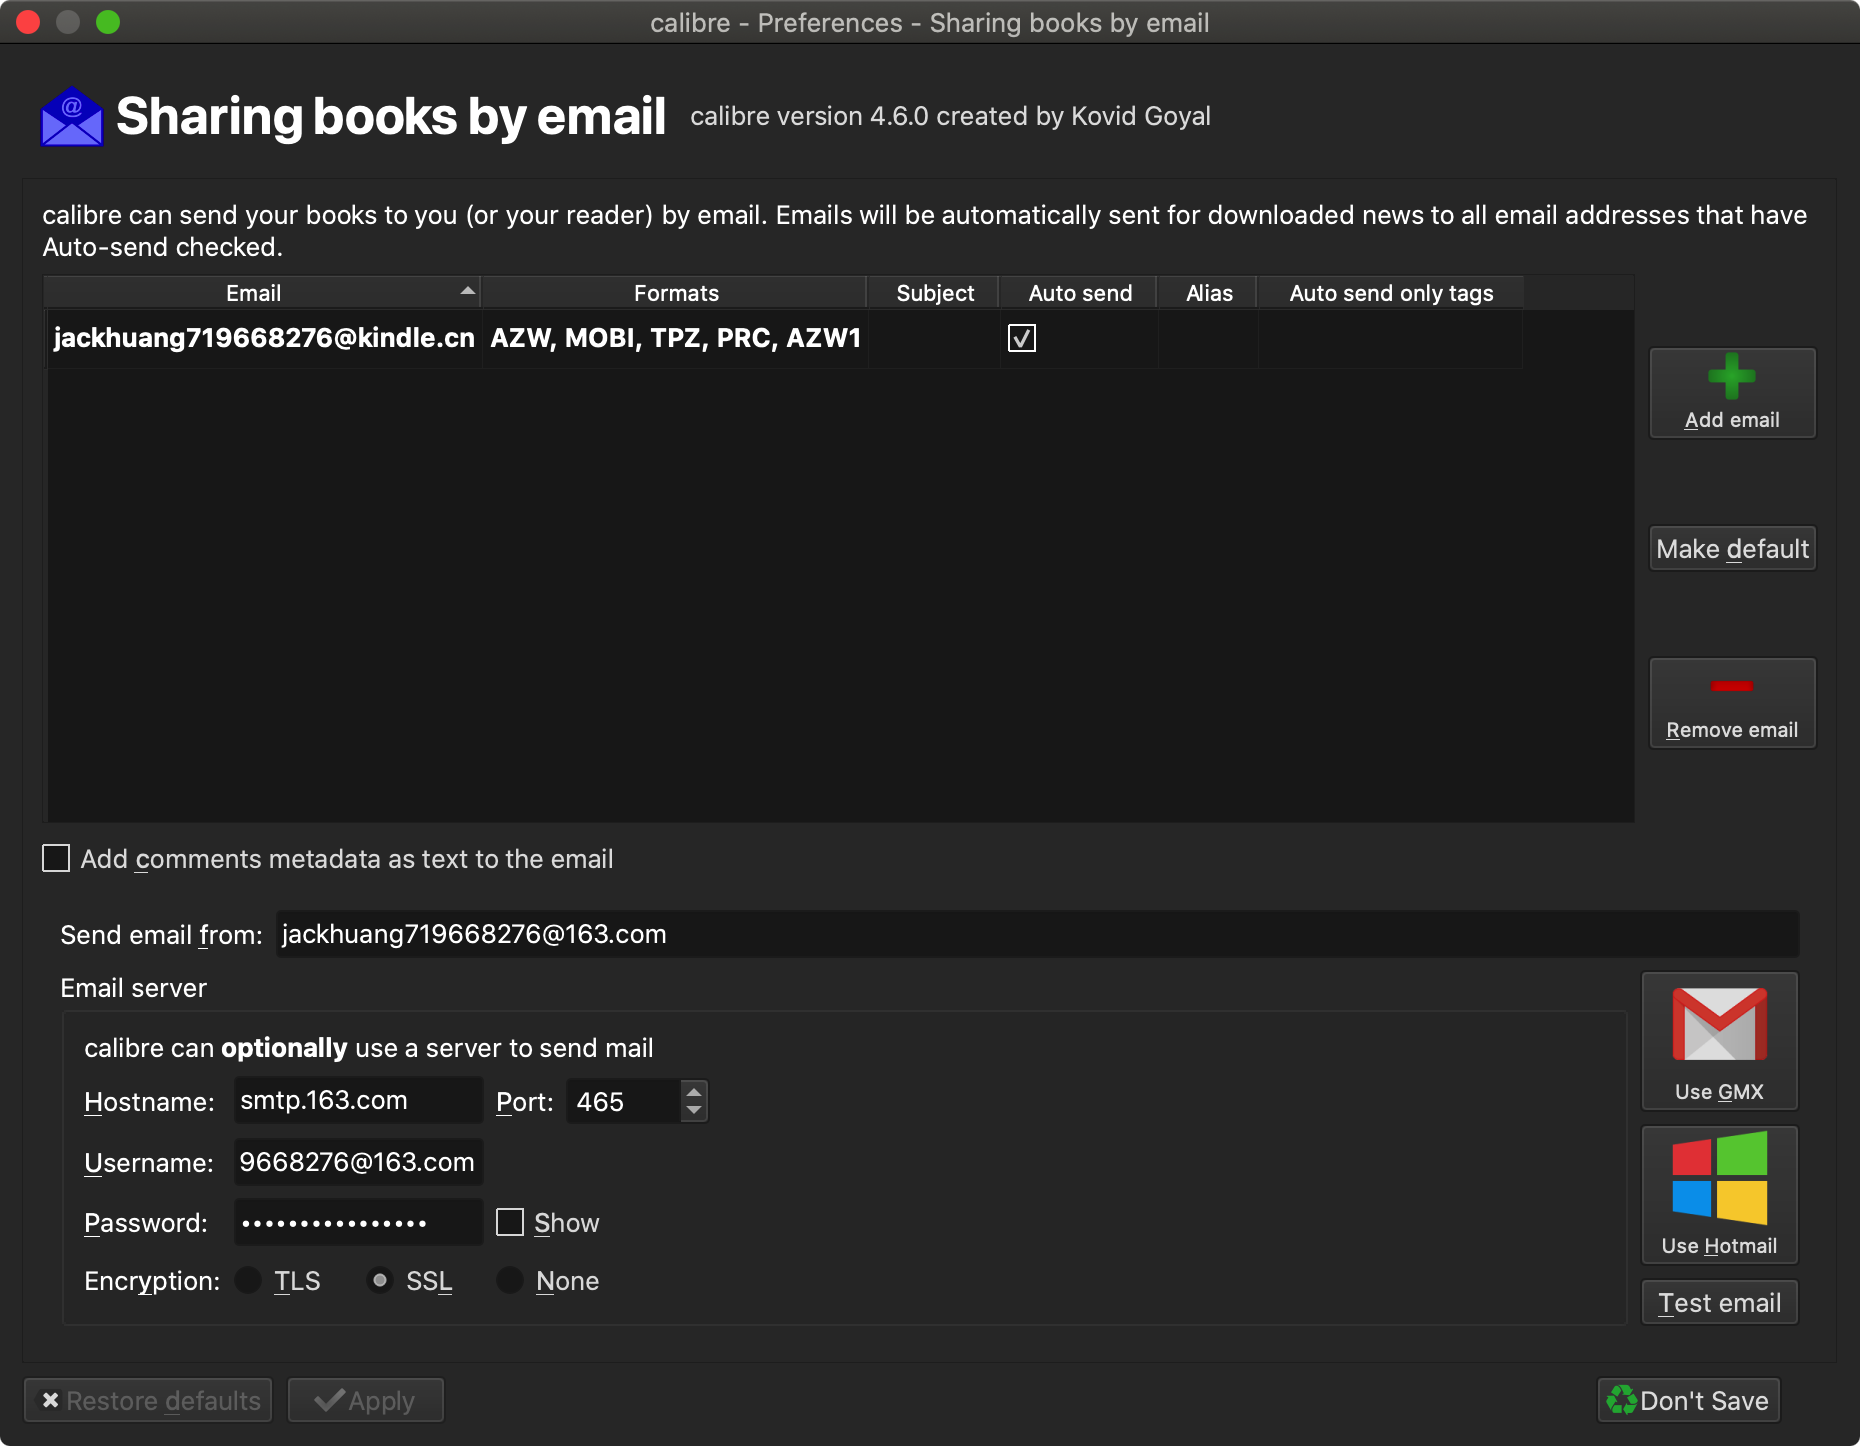 calibre - Preferences - Sharing books by email
Sharing books by email calibre version 4.6.0 created by Kovid Goyal
calibre can send your books to you (or your reader) by email. Emails will be automatically sent for downloaded news to all email addresses that have
Auto-send checked.
Email Formats Subject Auto send Alias Auto send only tags
jackhuang719668276@kindle.cn AZW, MOBI, TPZ, PRC, AZW1
Add email
Make default
Remove email
Add comments metadata as text to the email
Send email from: jackhuang719668276@163.com
Email server
calibre can optionally use a server to send mail
Hostname: smtp.163.com Port: 465
Use GMX
Username: 9668276@163.com
Password: •••••••••••••••• Show
Use Hotmail
Encryption: TLS SSL None
Test email
Restore defaults Apply Don't Save